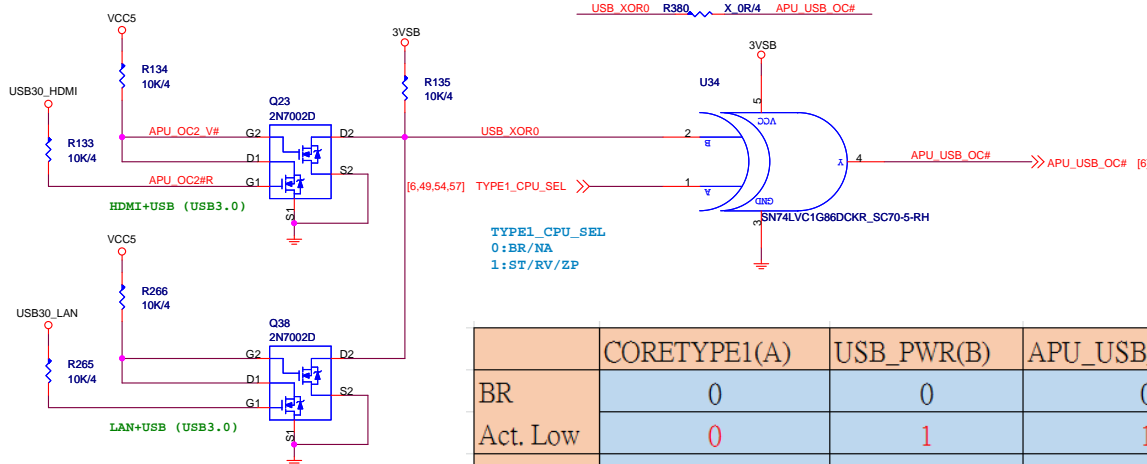 USB_XOR0 R380 X_0R/4 APU_USB_OC#
VCC5
R134
10K/4
USB30_HDMI
R133
10K/4
APU_OC2_V#
APU_OC2#R
Q23
2N7002D
G2 D2
D1 S2
G1
S1
HDMI+USB (USB3.0)
3VSB
R135
10K/4
USB_XOR0
3VSB
U34
5
VCC
2
B
1
A
Y
4
GND
3
APU_USB_OC#
APU_USB_OC# [6
[6,49,54,57] TYPE1_CPU_SEL
SN74LVC1G86DCKR_SC70-5-RH
TYPE1_CPU_SEL
0:BR/NA
1:ST/RV/ZP
VCC5
R266
10K/4
USB30_LAN
R265
10K/4
Q38
2N7002D
G2 D2
D1 S2
G1
S1
LAN+USB (USB3.0)
CORETYPE1(A) USB_PWR(B) APU_USB
BR 0 0 0
Act. Low 0 1 1